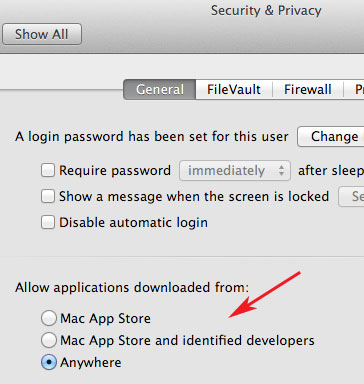 Security & Privacy
Show All
General FileVault Firewall
A login password has been set for this user Change
Require password immediately after sleep
Show a message when the screen is locked
Disable automatic login
Allow applications downloaded from:
Mac App Store
Mac App Store and identified developers
Anywhere